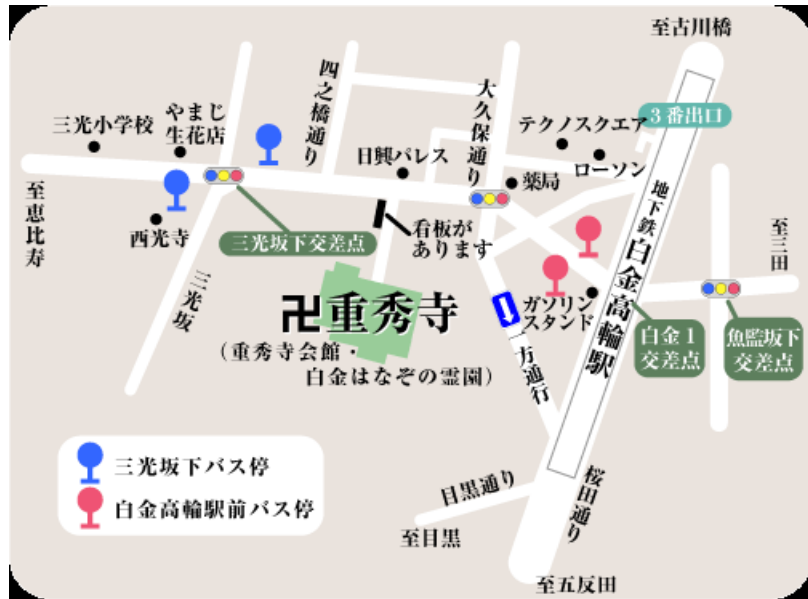 至古川橋
四之橋通り
大久保通り
3番出口
やまじ
生花店
三光小学校
テクノスクエア
日興パレス
ローソン
薬局
地下鉄白金高輪駅
至恵比寿
西光寺
三光坂下交差点
看板が
あります
至三田
三光坂
卍重秀寺
(重秀寺会館・
白金はなぞの霊園)
ガソリン
スタンド
一方通行
白金1
交差点
魚監坂下
交差点
三光坂下バス停
白金高輪駅前バス停
目黒通り
桜田通り
至目黒
至五反田